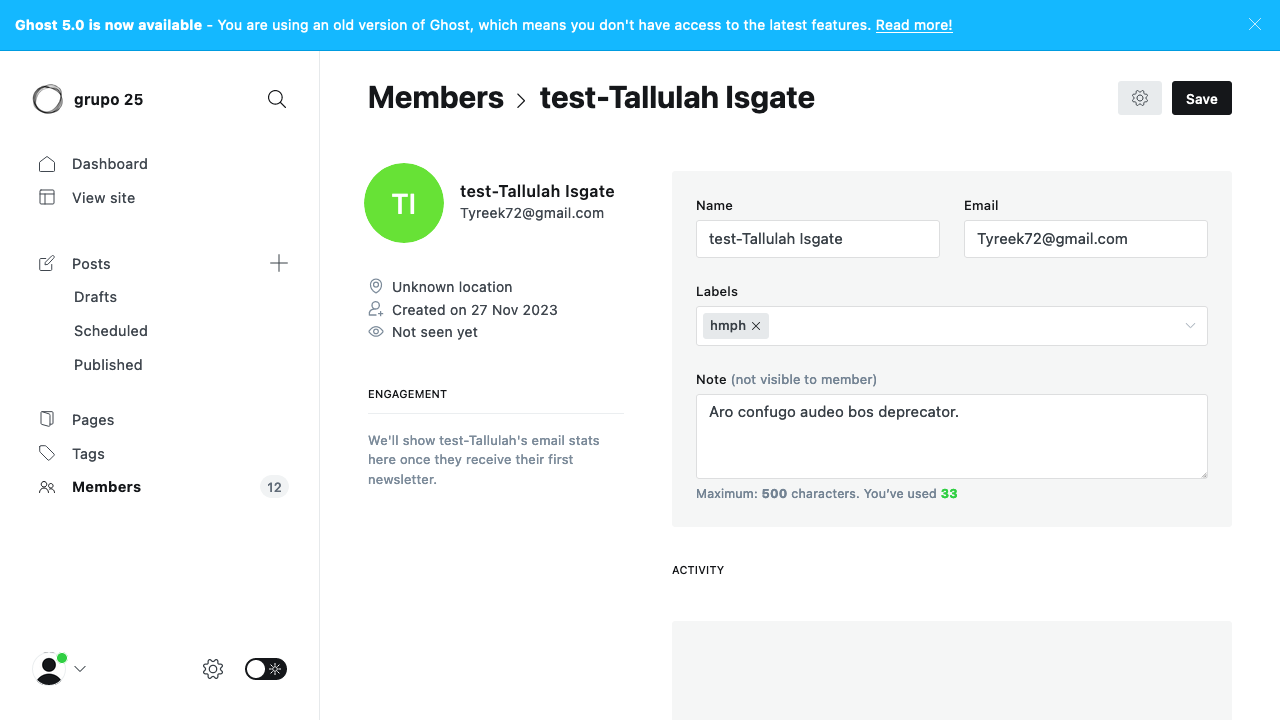 Ghost 5.0 is now available - You are using an old version of Ghost, which means you don't have access to the latest features. Read more!
grupo 25
Dashboard
View site
Posts
Drafts
Scheduled
Published
Pages
Tags
Members 12
Members > test-Tallulah Isgate
Save
TI
test-Tallulah Isgate
Tyreek72@gmail.com
Unknown location
Created on 27 Nov 2023
Not seen yet
ENGAGEMENT
We'll show test-Tallulah's email stats
here once they receive their first
newsletter.
Name
test-Tallulah Isgate
Email
Tyreek72@gmail.com
Labels
hmph
Note (not visible to member)
Aro confugo audeo bos deprecator.
Maximum: 500 characters. You’ve used 33
ACTIVITY